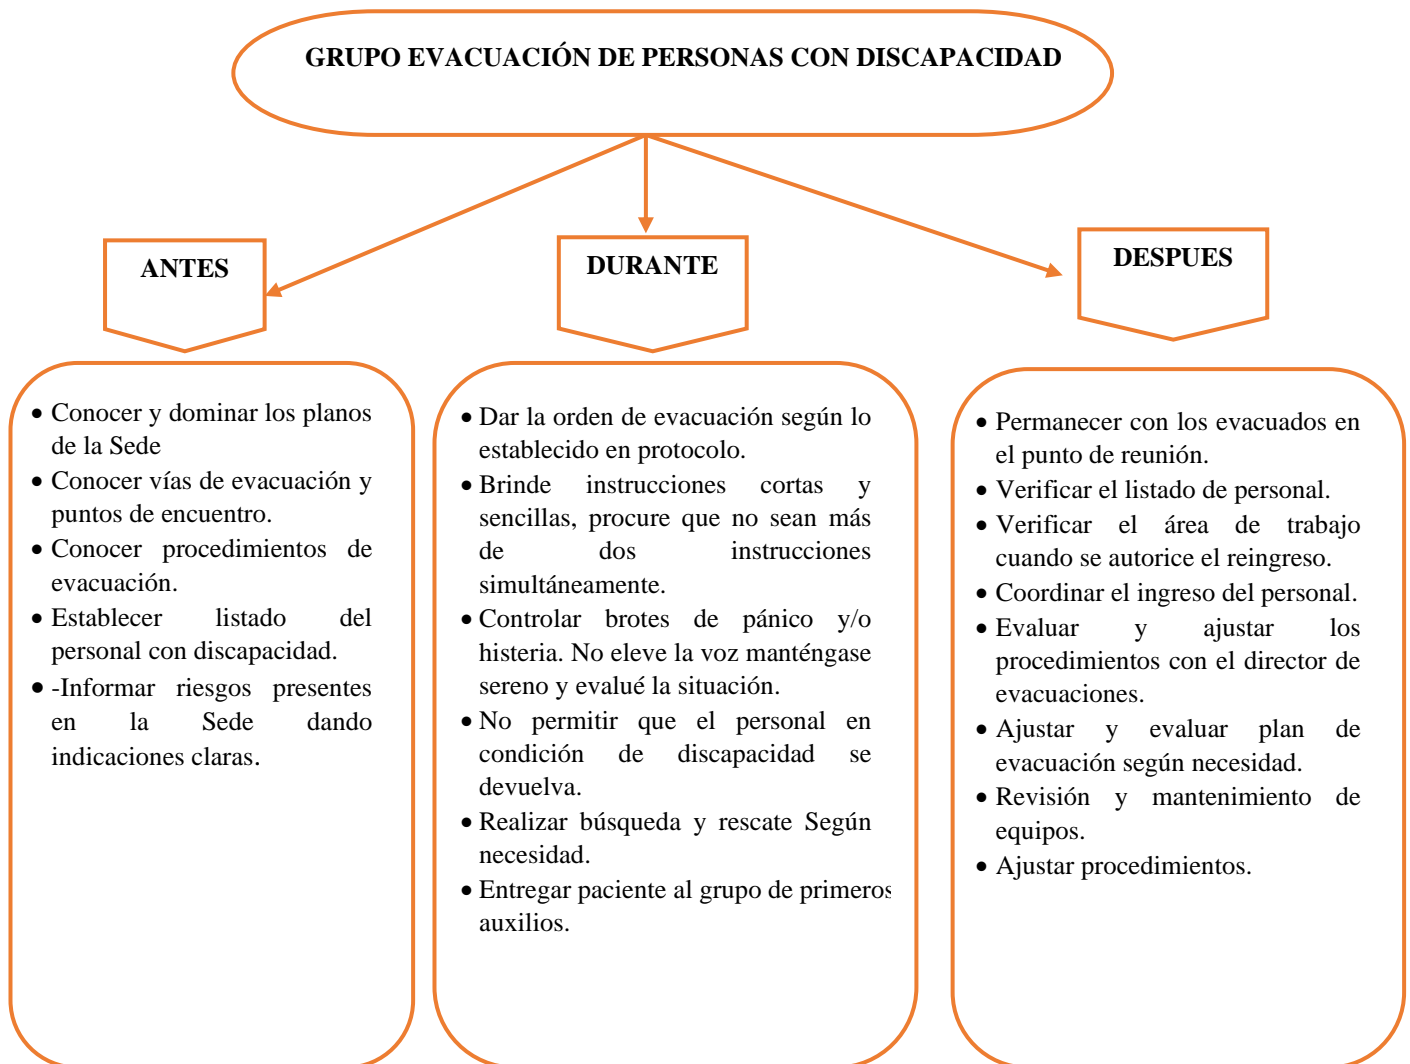 GRUPO EVACUACIÓN DE PERSONAS CON DISCAPACIDAD
ANTES
• Conocer y dominar los planos
de la Sede
• Conocer vías de evacuación y
puntos de encuentro.
• Conocer procedimientos de
evacuación.
• Establecer listado del
personal con discapacidad.
• -Informar riesgos presentes
en la Sede dando
indicaciones claras.
DURANTE
• Dar la orden de evacuación según lo
establecido en protocolo.
• Brinde instrucciones cortas y
sencillas, procure que no sean más
de dos instrucciones
simultáneamente.
• Controlar brotes de pánico y/o
histeria. No eleve la voz manténgase
sereno y evalué la situación.
• No permitir que el personal en
condición de discapacidad se
devuelva.
• Realizar búsqueda y rescate Según
necesidad.
• Entregar paciente al grupo de primeros
auxilios.
DESPUES
• Permanecer con los evacuados en
el punto de reunión.
• Verificar el listado de personal.
• Verificar el área de trabajo
cuando se autorice el reingreso.
• Coordinar el ingreso del personal.
• Evaluar y ajustar los
procedimientos con el director de
evacuaciones.
• Ajustar y evaluar plan de
evacuación según necesidad.
• Revisión y mantenimiento de
equipos.
• Ajustar procedimientos.